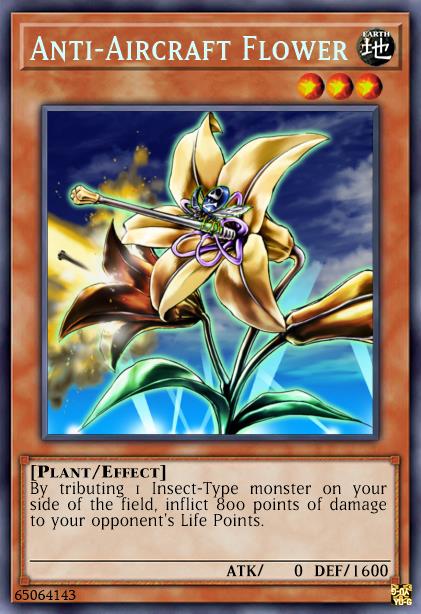 Anti-Aircraft Flower
EARTH
地
[Plant/Effect]
By tributing 1 Insect-Type monster on your
side of the field, inflict 800 points of damage
to your opponent's Life Points.
ATK/ 0 DEF/1600
65064143